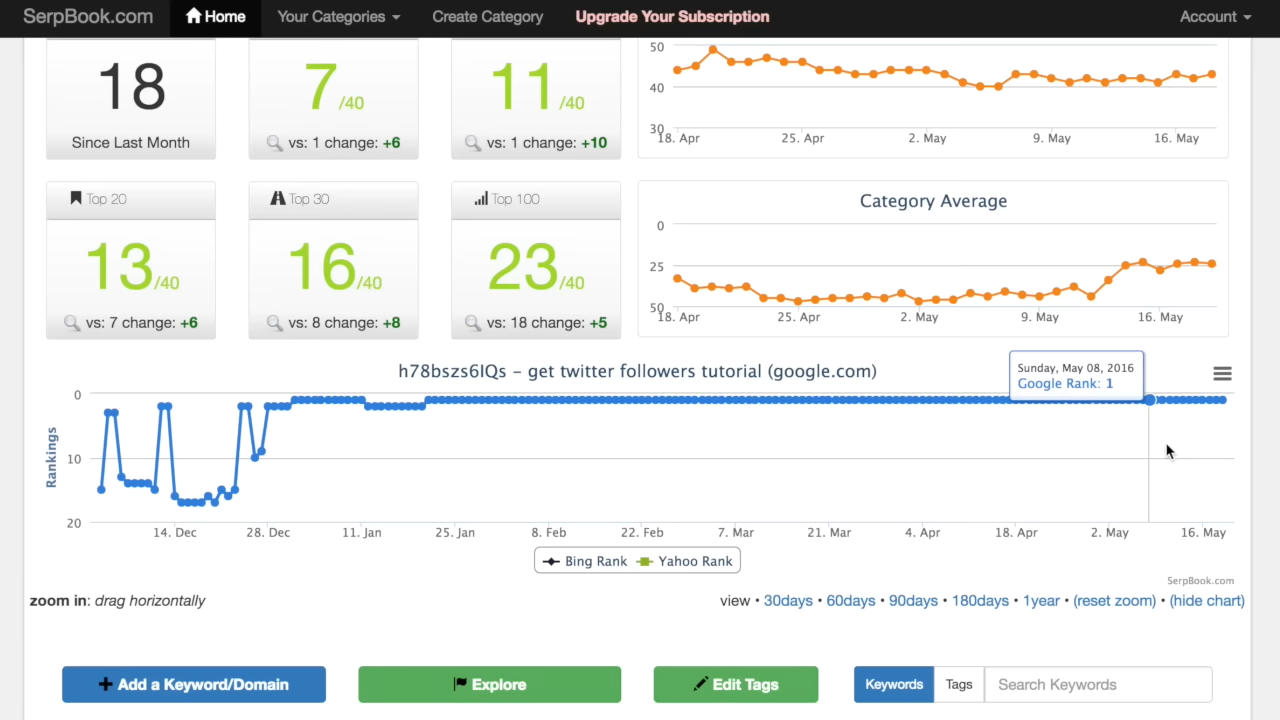 SerpBook.com Home Your Categories Create Category Upgrade Your Subscription Account
18
Since Last Month
7/40
vs: 1 change: +6
11/40
vs: 1 change: +10
50
40
30
18. Apr 25. Apr 2. May 9. May 16. May
Top 20
13/40
vs: 7 change: +6
Top 30
16/40
vs: 8 change: +8
Top 100
23/40
vs: 18 change: +5
Category Average
0
25
50
18. Apr 25. Apr 2. May 9. May 16. May
h78bszs6IQs – get twitter followers tutorial (google.com)
Sunday, May 08, 2016
Google Rank: 1
Rankings
0
10
20
14. Dec 28. Dec 11. Jan 25. Jan 8. Feb 22. Feb 7. Mar 21. Mar 4. Apr 18. Apr 2. May 16. May
Bing Rank Yahoo Rank
SerpBook.com
zoom in: drag horizontally
view • 30days • 60days • 90days • 180days • 1year • (reset zoom) • (hide chart)
Add a Keyword/Domain Explore Edit Tags Keywords Tags Search Keywords